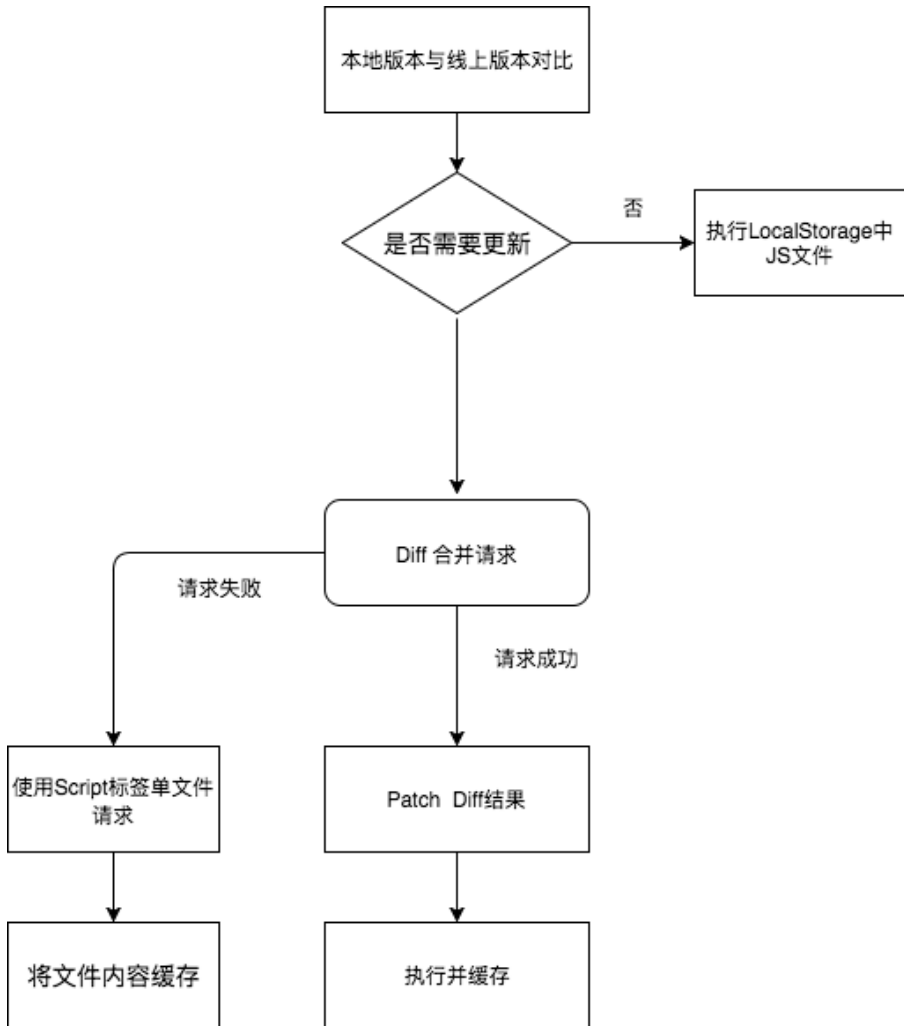 本地版本与线上版本对比
是否需要更新
否
执行LocalStorage中
JS文件
Diff 合并请求
请求失败
请求成功
使用Script标签单文件
请求
Patch  Diff结果
将文件内容缓存
执行并缓存